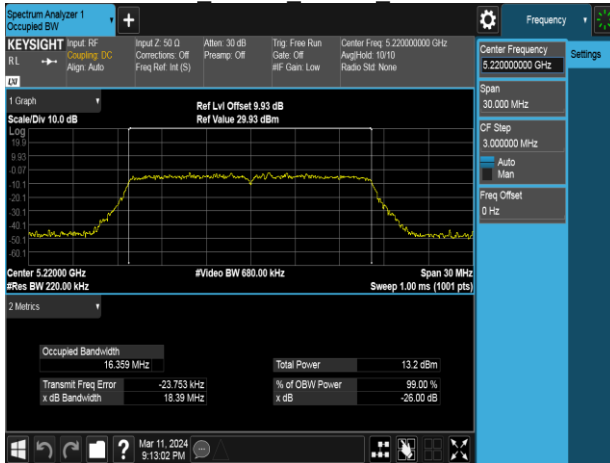 Spectrum Analyzer 1
Occupied BW
Frequency
KEYSIGHT
RL
LXI
Input: RF
Coupling: DC
Align: Auto
Input Z: 50 Ω
Corrections: Off
Freq Ref: Int (S)
Atten: 30 dB
Preamp: Off
Trig: Free Run
Gate: Off
#IF Gain: Low
Center Freq: 5.220000000 GHz
Avg|Hold: 10/10
Radio Std: None
Center Frequency
5.220000000 GHz
Settings
Span
30.000 MHz
CF Step
3.000000 MHz
Auto
Man
Freq Offset
0 Hz
1 Graph
Scale/Div 10.0 dB
Ref Lvl Offset 9.93 dB
Ref Value 29.93 dBm
Log
19.9
9.93
-0.07
-10.1
-20.1
-30.1
-40.1
-50.1
-60.1
Center 5.22000 GHz
#Res BW 220.00 kHz
#Video BW 680.00 kHz
Span 30 MHz
Sweep 1.00 ms (1001 pts)
2 Metrics
Occupied Bandwidth
16.359 MHz
Total Power 13.2 dBm
Transmit Freq Error -23.753 kHz
% of OBW Power 99.00 %
x dB Bandwidth 18.39 MHz
x dB -26.00 dB
?
Mar 11, 2024
9:13:02 PM